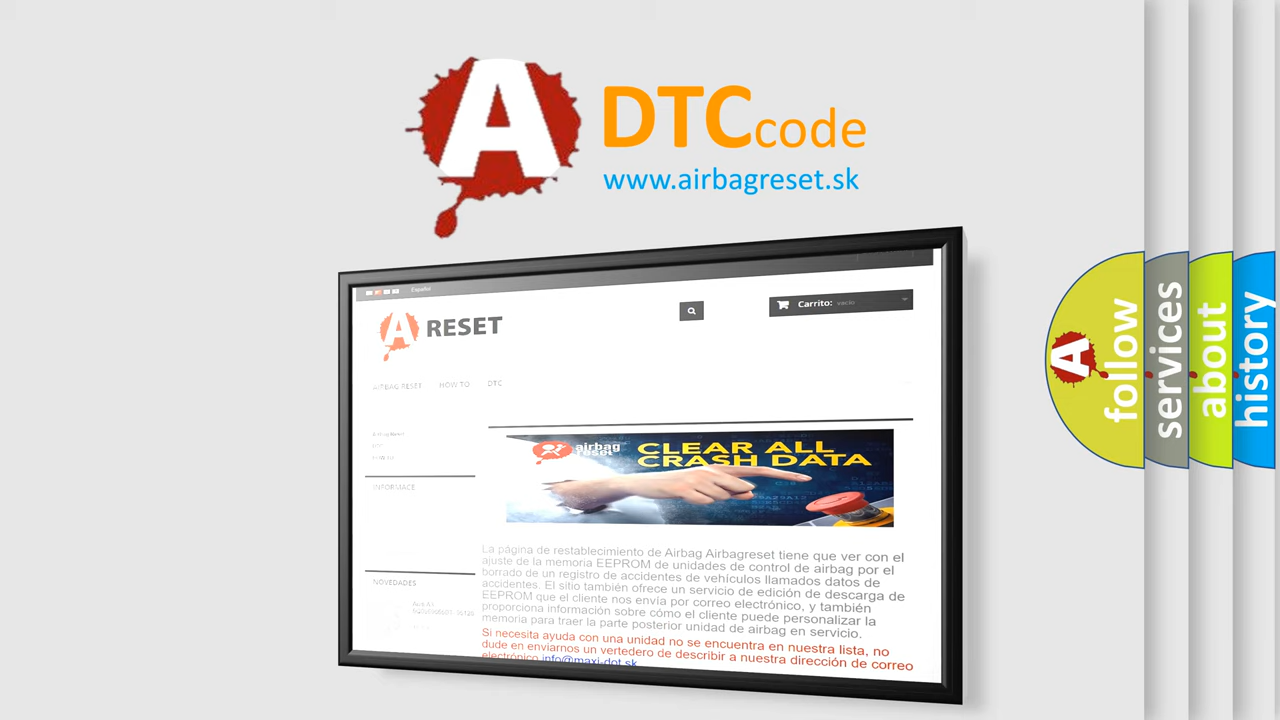 A DTCcode
www.airbagreset.sk
Español
A RESET
Carrito: vacío
AIRBAG RESET HOW TO DTC
INFORMACE
airbag
reset
CLEAR ALL
CRASH DATA
La página de restablecimiento de Airbag Airbagreset tiene que ver con el
ajuste de la memoria EEPROM de unidades de control de airbag por el
borrado de un registro de accidentes de vehículos llamados datos de
accidentes. El sitio también ofrece un servicio de edición de descarga de
EEPROM que el cliente nos envía por correo electrónico, y también
proporciona información sobre cómo el cliente puede personalizar la
memoria para traer la parte posterior unidad de airbag en servicio.
Si necesita ayuda con una unidad no se encuentra en nuestra lista, no
dude en enviarnos un vertedero de describir a nuestra dirección de correo
electrónico info@maxi-dot.sk
NOVEDADES
A
follow
services
about
history